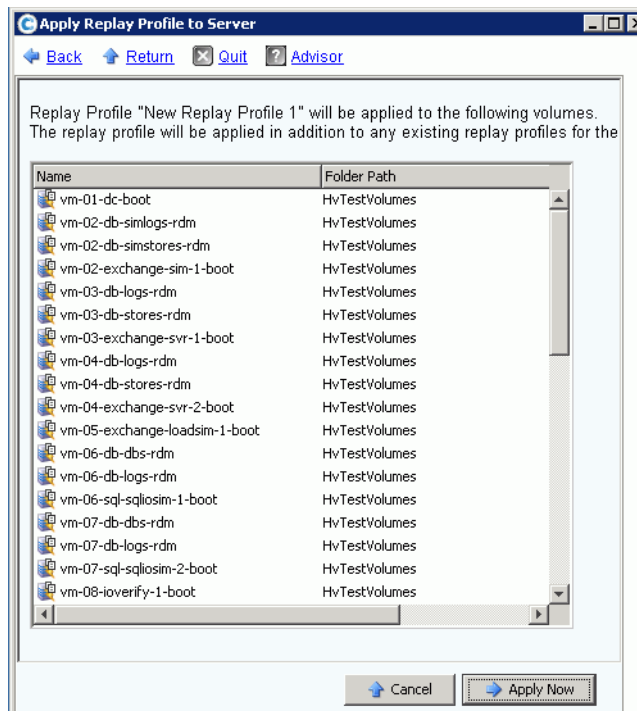 Apply Replay Profile to Server
Back Return Quit Advisor
Replay Profile "New Replay Profile 1" will be applied to the following volumes.
The replay profile will be applied in addition to any existing replay profiles for the
Name Folder Path
vm-01-dc-boot HvTestVolumes
vm-02-db-simlogs-rdm HvTestVolumes
vm-02-db-simstores-rdm HvTestVolumes
vm-02-exchange-sim-1-boot HvTestVolumes
vm-03-db-logs-rdm HvTestVolumes
vm-03-db-stores-rdm HvTestVolumes
vm-03-exchange-svr-1-boot HvTestVolumes
vm-04-db-logs-rdm HvTestVolumes
vm-04-db-stores-rdm HvTestVolumes
vm-04-exchange-svr-2-boot HvTestVolumes
vm-05-exchange-loadsim-1-boot HvTestVolumes
vm-06-db-dbs-rdm HvTestVolumes
vm-06-db-logs-rdm HvTestVolumes
vm-06-sql-sqliosim-1-boot HvTestVolumes
vm-07-db-dbs-rdm HvTestVolumes
vm-07-db-logs-rdm HvTestVolumes
vm-07-sql-sqliosim-2-boot HvTestVolumes
vm-08-ioverify-1-boot HvTestVolumes
Cancel Apply Now